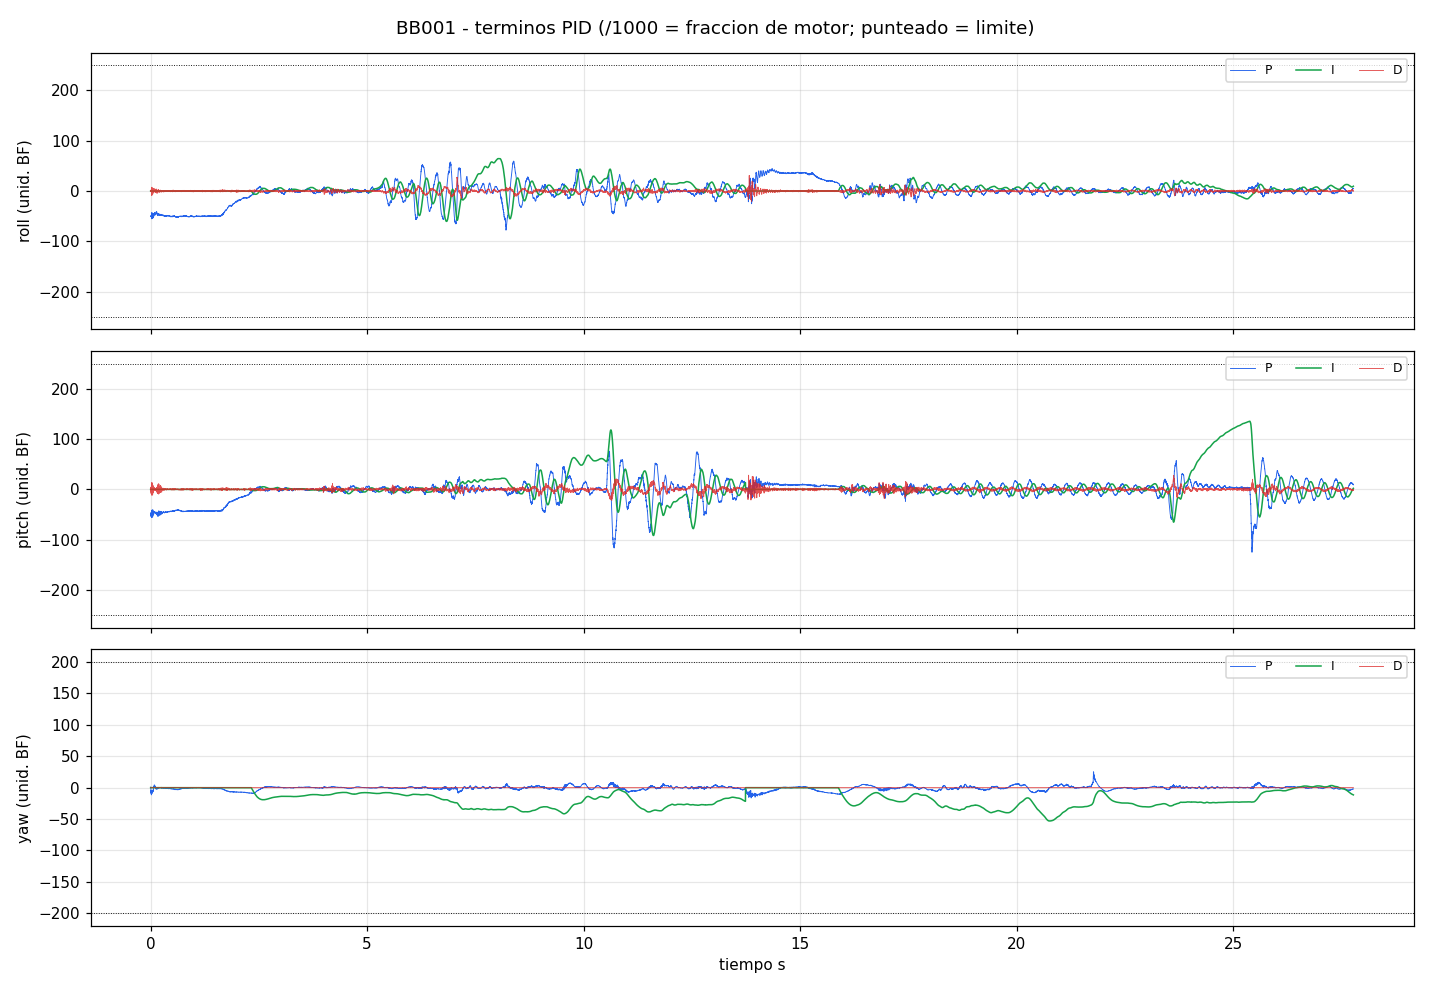 BB001 - terminos PID (/1000 = fraccion de motor; punteado = limite)
P I D
200
100
0
−100
−200
roll (unid. BF)
P I D
200
100
0
−100
−200
pitch (unid. BF)
P I D
200
150
100
50
0
−50
−100
−150
−200
yaw (unid. BF)
0 5 10 15 20 25
tiempo s